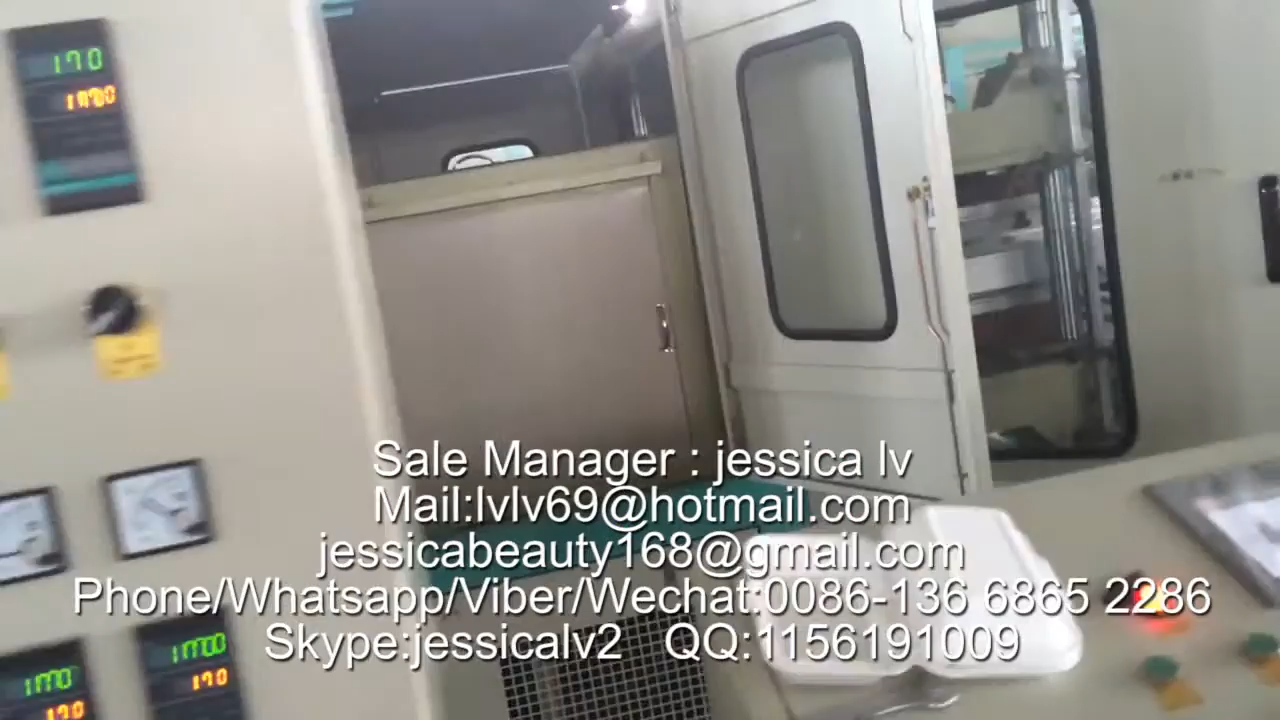 170
170
Sale Manager : jessica lv
Mail:lvlv69@hotmail.com
jessicabeauty168@gmail.com
Phone/Whatsapp/Viber/Wechat:0086-136 6865 2286
Skype:jessicalv2 QQ:1156191009